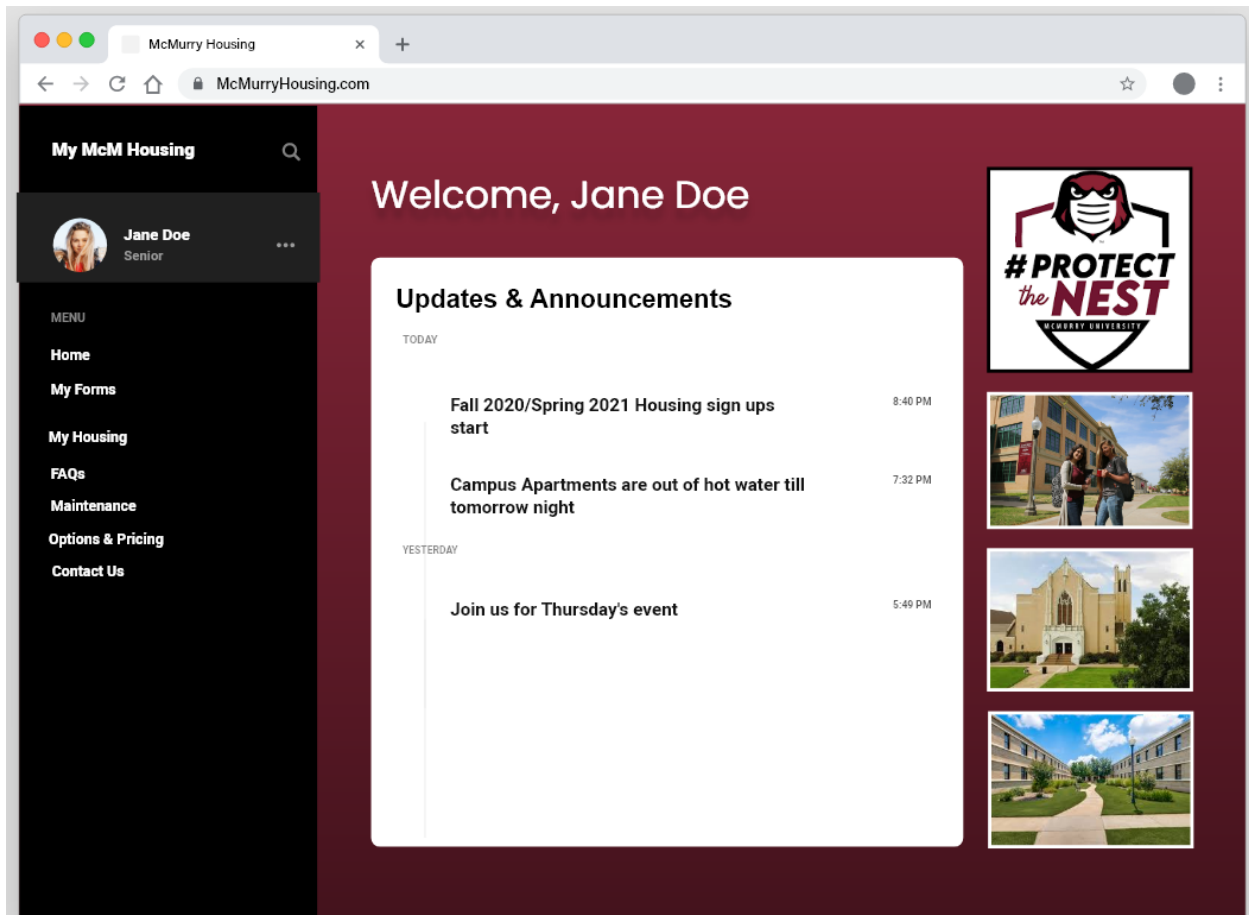 McMurry Housing
McMurryHousing.com
My McM Housing
Jane Doe
Senior
MENU
Home
My Forms
My Housing
FAQs
Maintenance
Options & Pricing
Contact Us
Welcome, Jane Doe
Updates & Announcements
TODAY
Fall 2020/Spring 2021 Housing sign ups
start
8:40 PM
Campus Apartments are out of hot water till
tomorrow night
7:32 PM
YESTERDAY
Join us for Thursday's event
5:49 PM
#PROTECT
the NEST
MCMURRY UNIVERSITY